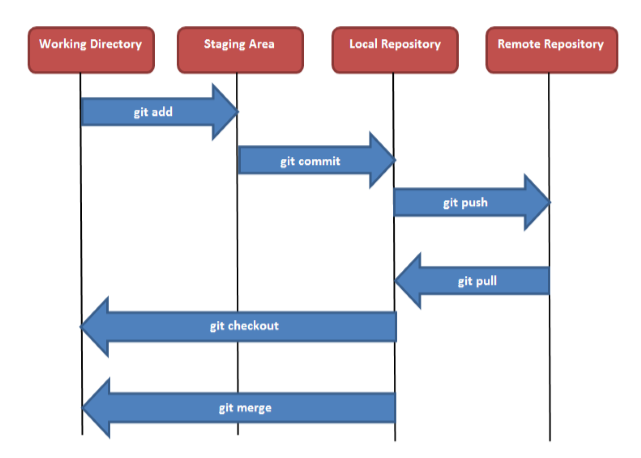 Working Directory
Staging Area
Local Repository
Remote Repository
git add
git commit
git push
git pull
git checkout
git merge